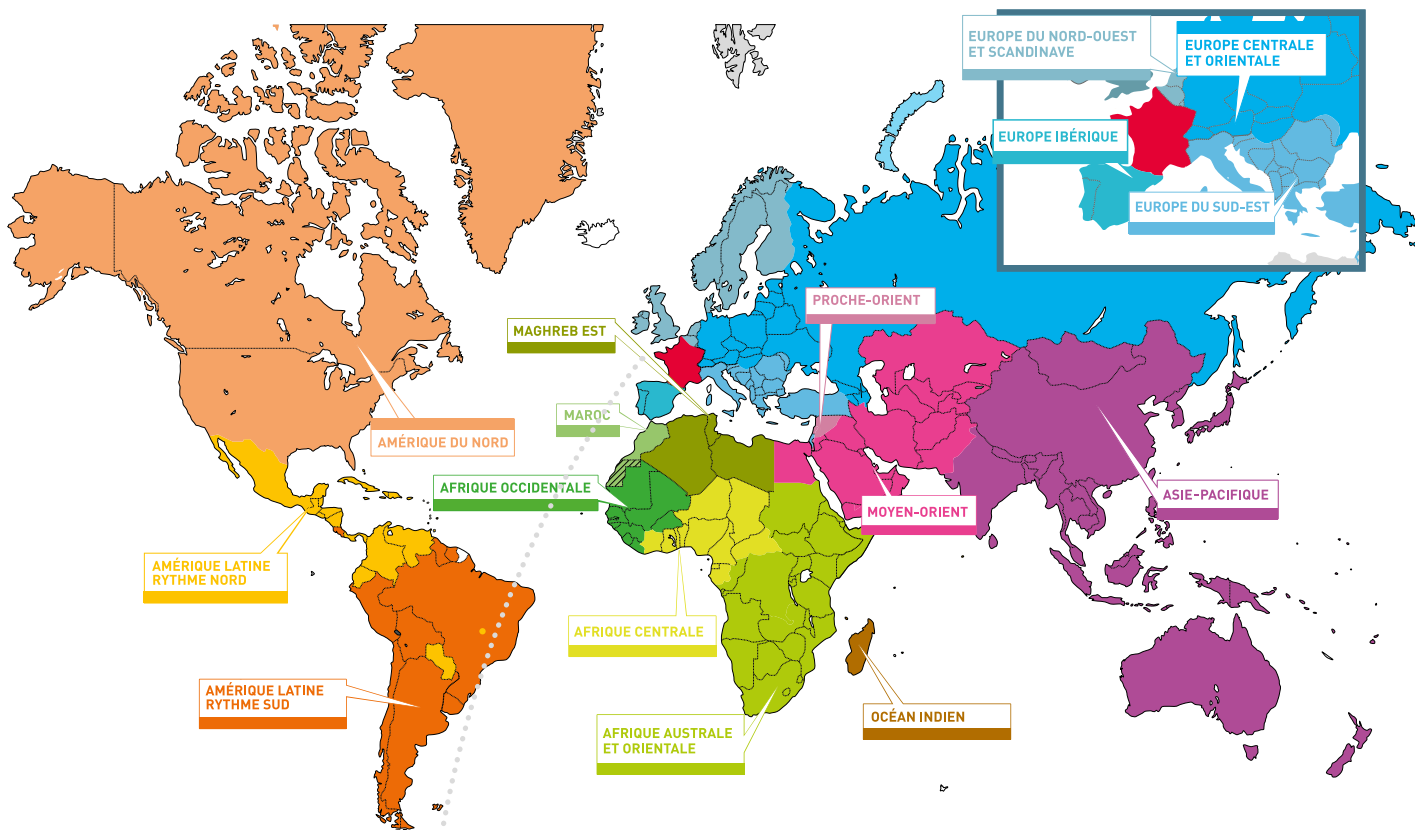 EUROPE DU NORD-OUEST
ET SCANDINAVE
EUROPE CENTRALE
ET ORIENTALE
EUROPE IBÉRIQUE
EUROPE DU SUD-EST
PROCHE-ORIENT
MAGHREB EST
MAROC
AMÉRIQUE DU NORD
AFRIQUE OCCIDENTALE
MOYEN-ORIENT
ASIE-PACIFIQUE
AMÉRIQUE LATINE
RYTHME NORD
AFRIQUE CENTRALE
AMÉRIQUE LATINE
RYTHME SUD
OCÉAN INDIEN
AFRIQUE AUSTRALE
ET ORIENTALE